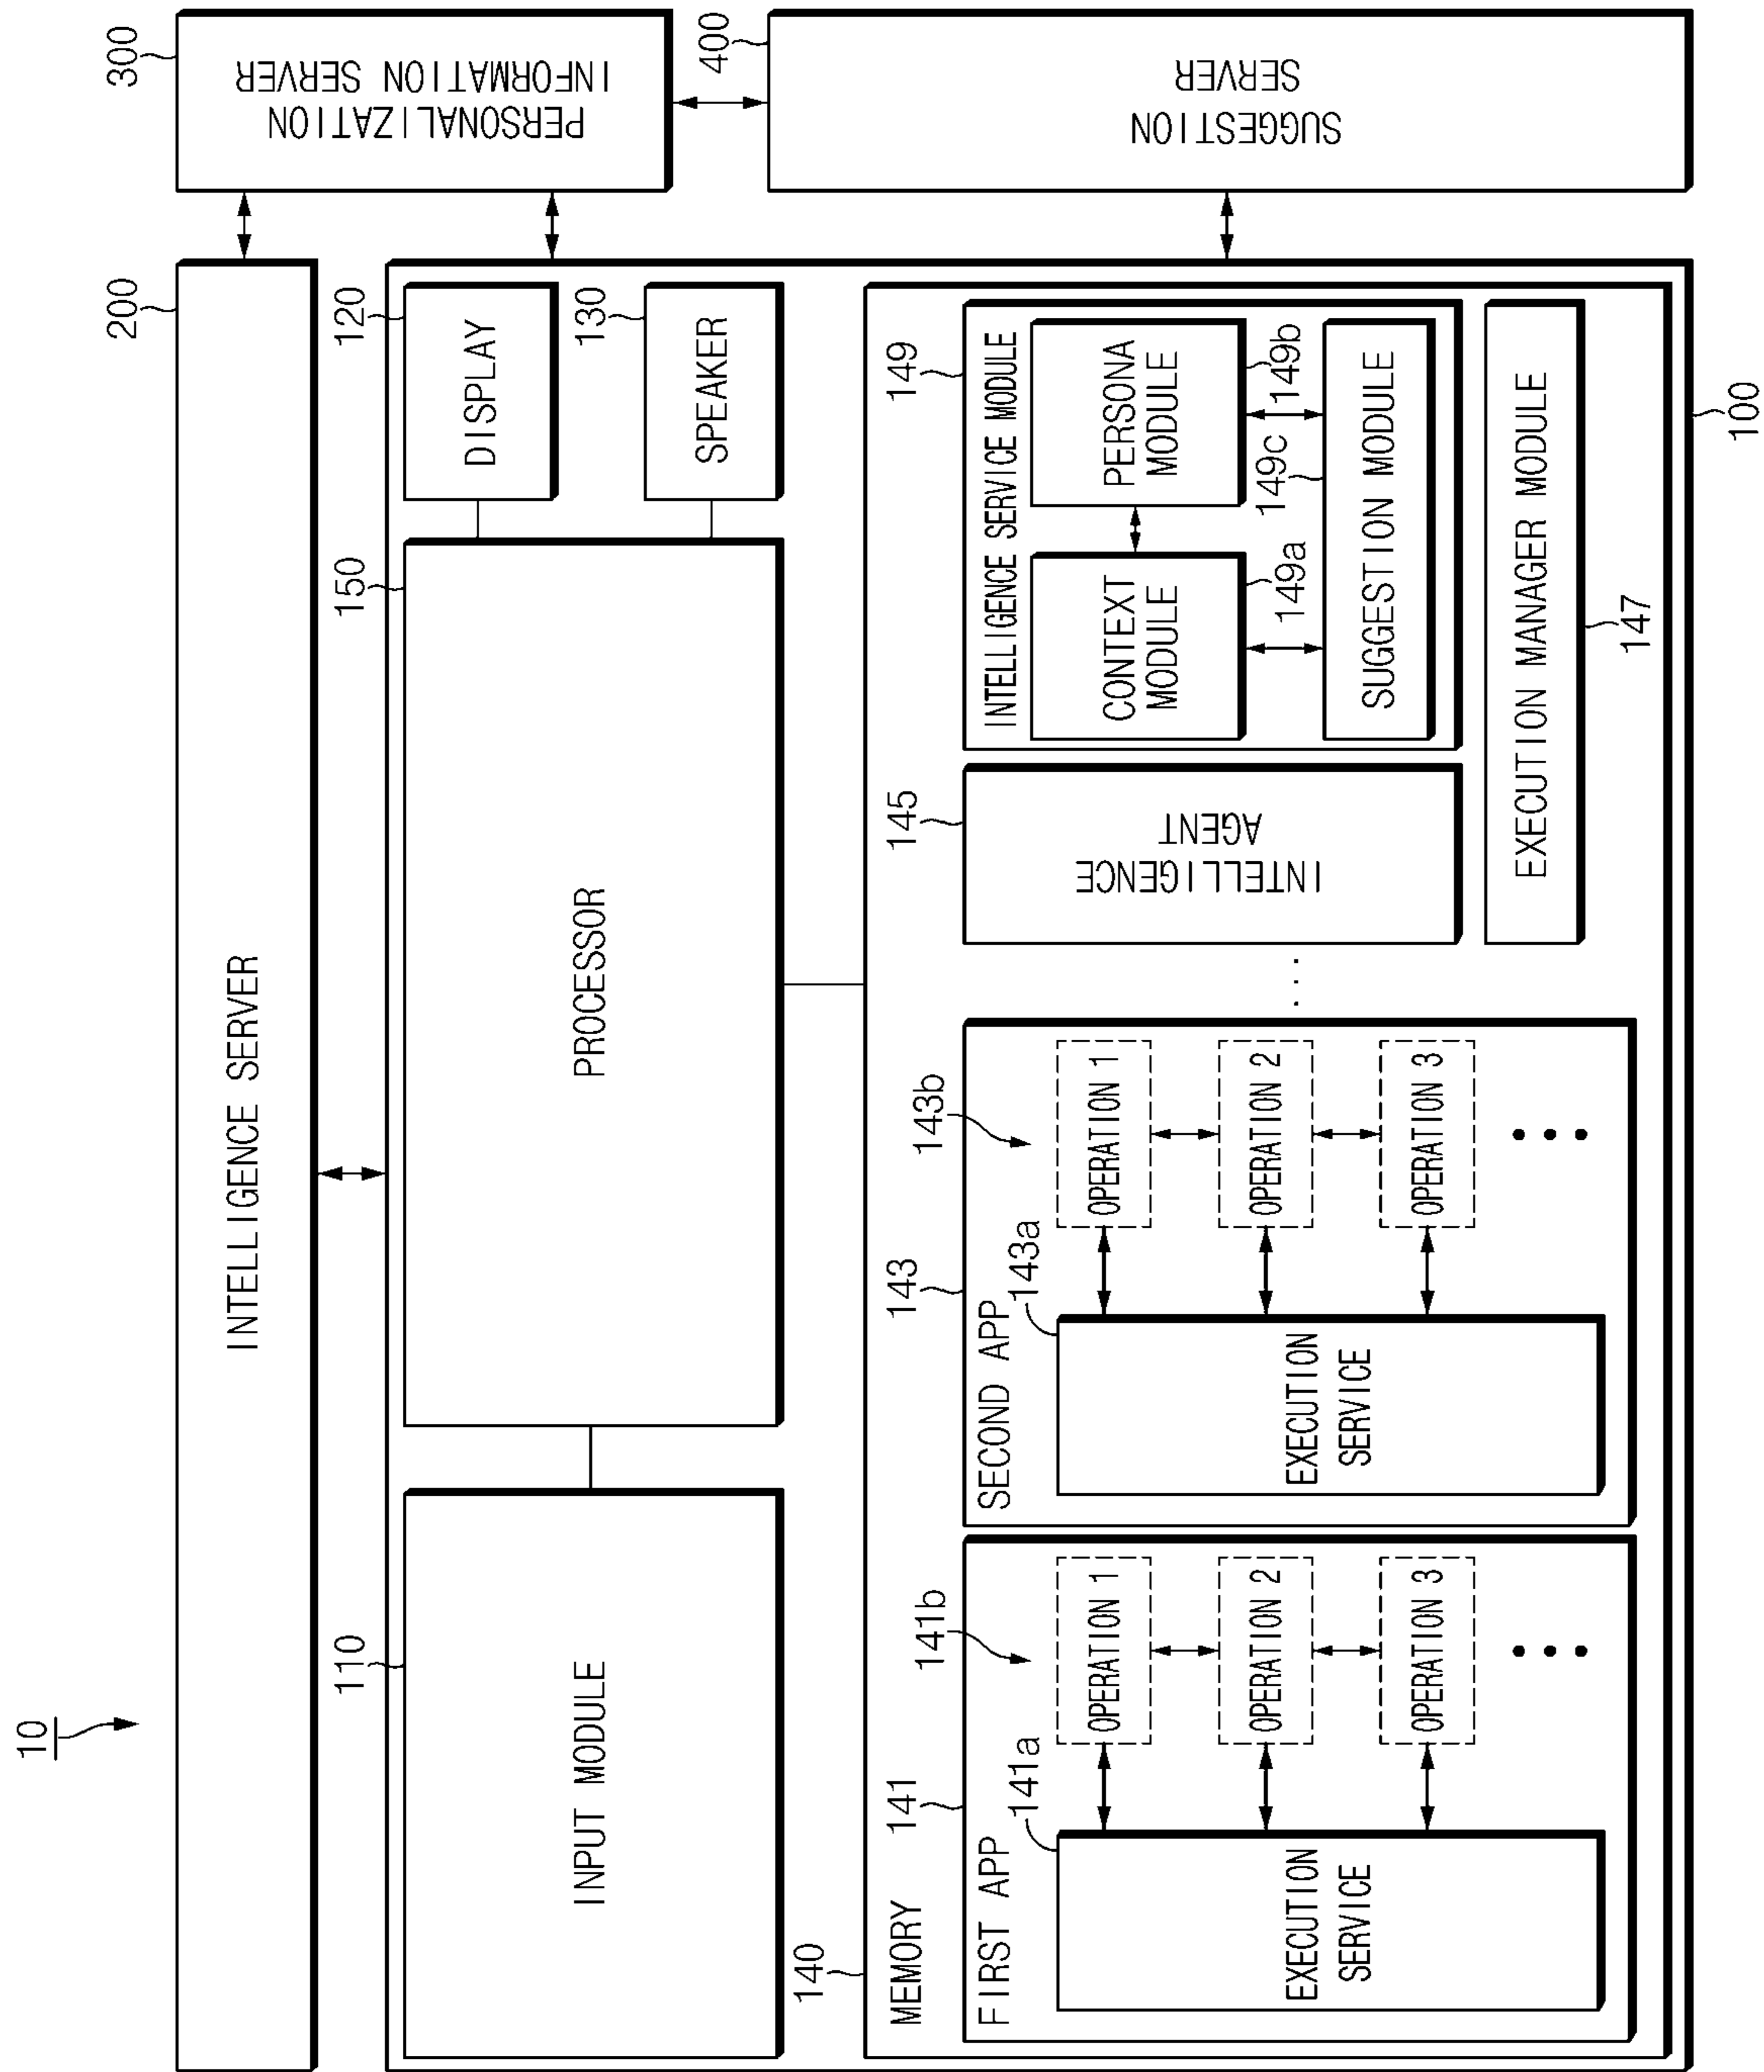 10
200
INTELLIGENCE SERVER
300
PERSONALIZATION
INFORMATION SERVER
400
SUGGESTION
SERVER
110
INPUT MODULE
150
PROCESSOR
120
DISPLAY
130
SPEAKER
140
MEMORY
141
FIRST APP
141a
EXECUTION
SERVICE
141b
OPERATION 1
OPERATION 2
OPERATION 3
143
SECOND APP
143a
EXECUTION
SERVICE
143b
OPERATION 1
OPERATION 2
OPERATION 3
...
145
INTELLIGENCE
AGENT
149
INTELLIGENCE SERVICE MODULE
CONTEXT
MODULE
149a
PERSONA
MODULE
149b
149c
SUGGESTION MODULE
EXECUTION MANAGER MODULE
147
100